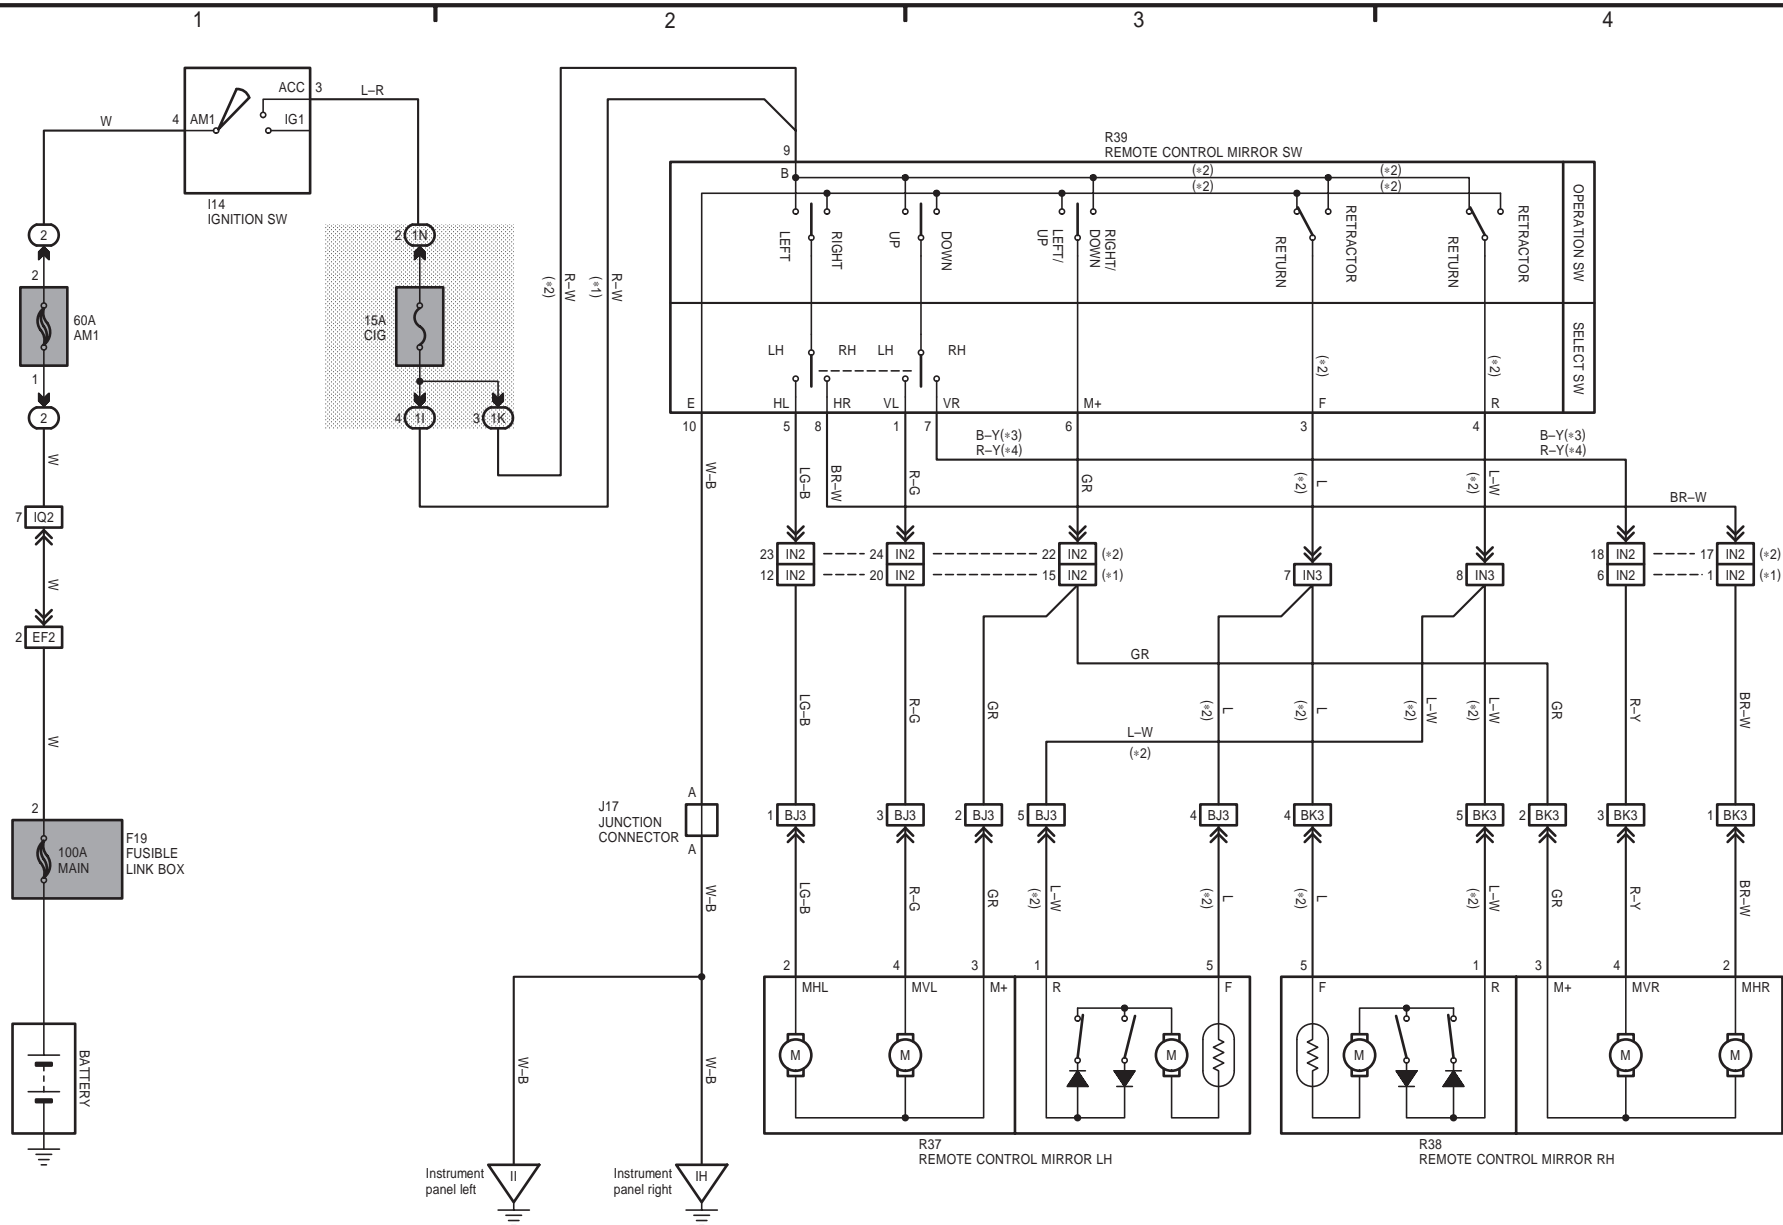 1
2
3
4
ACC
3
L–R
W
4
AM1
IG1
I14
IGNITION SW
2
2
60A
AM1
1
2
W
7
IQ2
W
2
EF2
W
2
100A
MAIN
F19
FUSIBLE
LINK BOX
BATTERY
2
1N
15A
CIG
4
1I
3
1K
R–W
(*2)
R–W
(*1)
R39
REMOTE CONTROL MIRROR SW
9
B
(*2)
(*2)
(*2)
(*2)
OPERATION SW
SELECT SW
LEFT
RIGHT
UP
DOWN
LEFT/
UP
RIGHT/
DOWN
RETURN
RETRACTOR
RETURN
RETRACTOR
LH
RH
LH
RH
(*2)
(*2)
E
HL
HR
VL
VR
M+
F
R
10
5
8
1
7
6
3
4
B–Y(*3)
R–Y(*4)
B–Y(*3)
R–Y(*4)
W–B
LG–B
BR–W
R–G
GR
(*2)
L
(*2)
L–W
BR–W
23
IN2
24
IN2
22
IN2
(*2)
18
IN2
17
IN2
(*2)
12
IN2
20
IN2
15
IN2
(*1)
7
IN3
8
IN3
6
IN2
1
IN2
(*1)
GR
LG–B
R–G
GR
(*2)
L
(*2)
L
(*2)
L–W
(*2)
L–W
GR
R–Y
BR–W
L–W
(*2)
A
J17
JUNCTION
CONNECTOR
A
1
BJ3
3
BJ3
2
BJ3
5
BJ3
4
BJ3
4
BK3
5
BK3
2
BK3
3
BK3
1
BK3
W–B
LG–B
R–G
GR
(*2)
L–W
(*2)
L
(*2)
L
(*2)
L–W
GR
R–Y
BR–W
2
4
3
1
5
5
1
3
4
2
MHL
MVL
M+
R
F
F
R
M+
MVR
MHR
M
M
M
M
M
M
W–B
W–B
R37
REMOTE CONTROL MIRROR LH
R38
REMOTE CONTROL MIRROR RH
Instrument
panel left
II
Instrument
panel right
IH